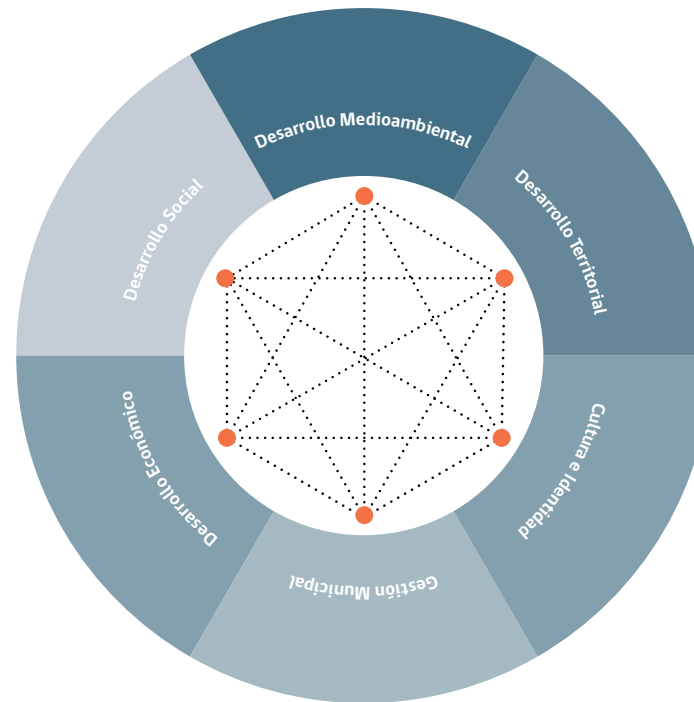 Desarrollo Medioambiental
Desarrollo Territorial
Cultura e Identidad
Gestión Municipal
Desarrollo Económico
Desarrollo Social